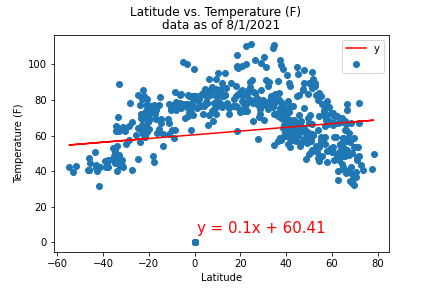 Latitude vs. Temperature (F)
data as of 8/1/2021
y
100
80
60
40
20
0
Temperature (F)
y = 0.1x + 60.41
−60 −40 −20 0 20 40 60 80
Latitude